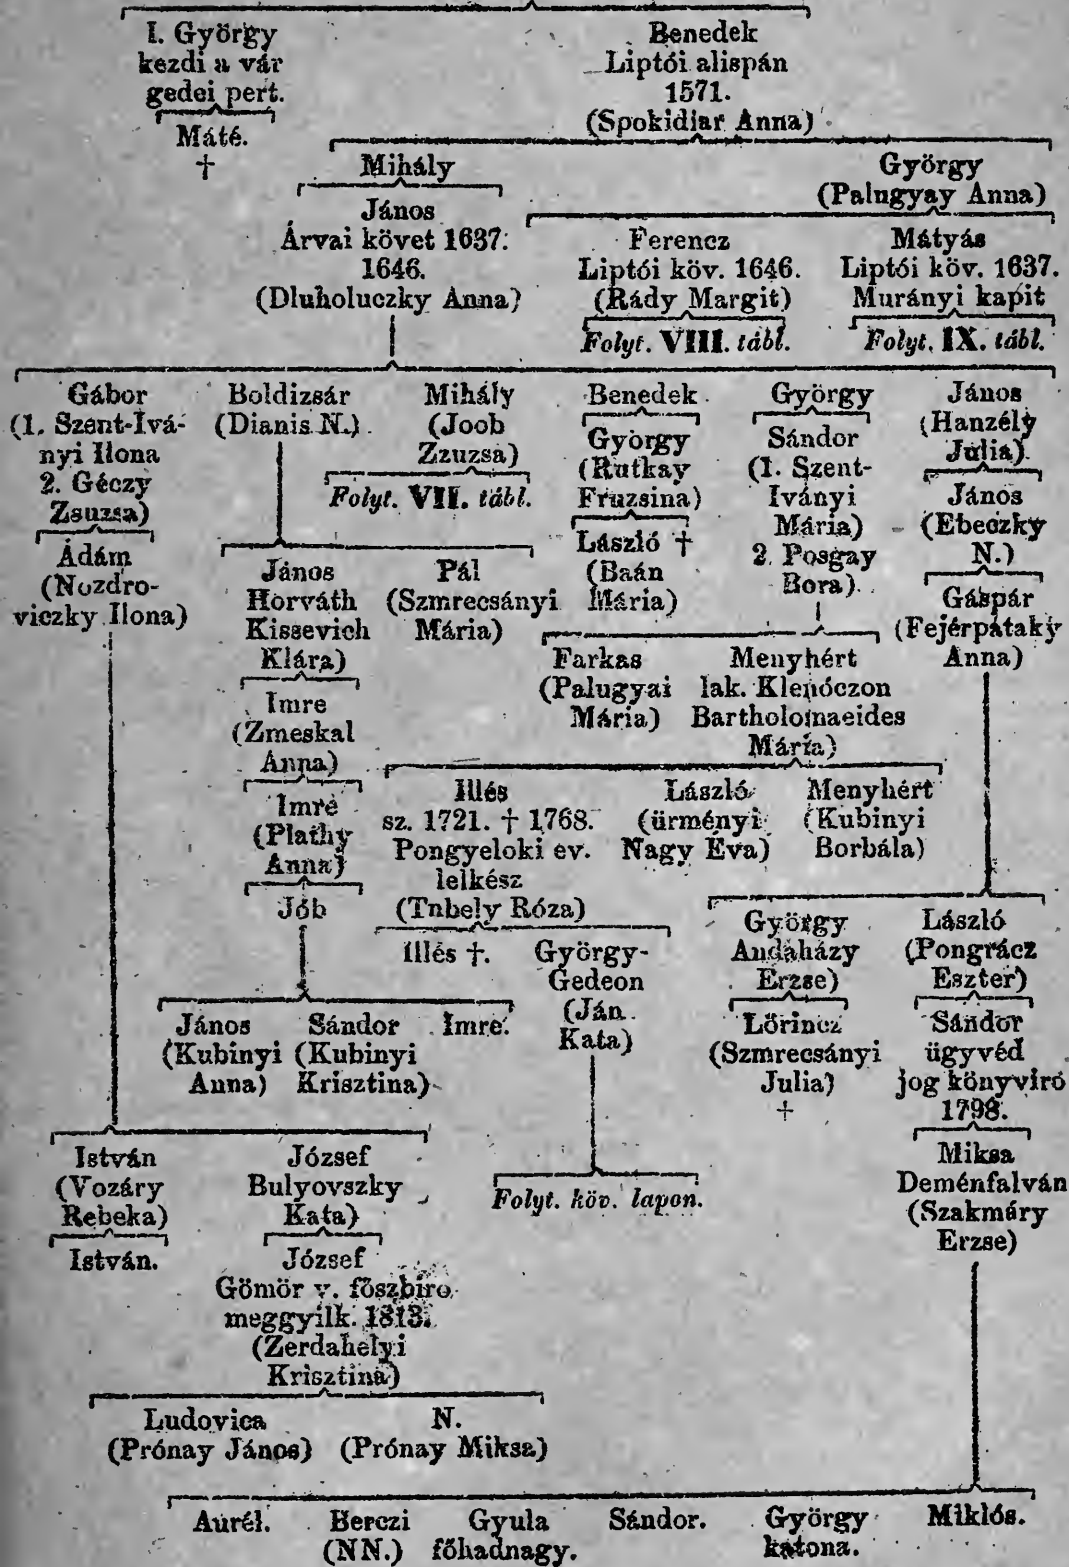 I. György
kezdi a vár
gedei pert.
Máté.
†
Benedek
Liptói alispán
1571.
(Spokidiar Anna)
Mihály
György
(Palugyay Anna)
János
Árvai követ 1637.
1646.
(Dluholuczky Anna)
Ferencz
Liptói köv. 1646.
(Rády Margit)
Folyt. VIII. tábl.
Mátyás
Liptói köv. 1637.
Murányi kapit
Folyt. IX. tábl.
Gábor
(1. Szent-Ivá-
nyi Ilona
2. Géczy
Zsuzsa)
Ádám
(Nozdro-
viczky Ilona)
Boldizsár
(Dianis N.)
Mihály
(Joob
Zzuzsa)
Folyt. VII. tábl.
Benedek
György
(Rutkay
Fruzsina)
László †
(Baán
Mária)
György
Sándor
(1. Szent-
Iványi
Mária)
2. Posgay
Bora)
János
(Hanzély
Julia)
János
(Ebeczky
N.)
Gáspár
(Fejérpataky
Anna)
János
Horváth
Kissevich
Klára)
Pál
(Szmrecsányi
Mária)
Imre
(Zmeskal
Anna)
Imre
(Plathy
Anna)
Jób
Farkas
(Palugyai
Mária)
Menyhért
lak. Klenóczon
Bartholomaeides
Mária)
Illés
sz. 1721. † 1768.
Pongyeloki ev.
lelkész
(Tnbely Róza)
László
(ürményi
Nagy Éva)
Menyhért
(Kubinyi
Borbála)
Illés †.
György-
Gedeon
(Ján
Kata)
György
Andaházy
Erzse)
Lőrincz
(Szmrecsányi
Julia)
†
László
(Pongrácz
Eszter)
Sándor
ügyvéd
jog könyviró
1798.
János
(Kubinyi
Anna)
Sándor
(Kubinyi
Krisztina)
Imre.
István
(Vozáry
Rebeka)
István.
József
Bulyovszky
Kata)
József
Gömör v. főszbiro
meggyilk. 1813.
(Zerdahelyi
Krisztina)
Folyt. köv. lapon.
Miksa
Deménfalván
(Szakmáry
Erzse)
Ludovica
(Prónay János)
N.
(Prónay Miksa)
Aurél.
Berczi
(NN.)
Gyula
főhadnagy.
Sándor.
György
katona.
Miklós.